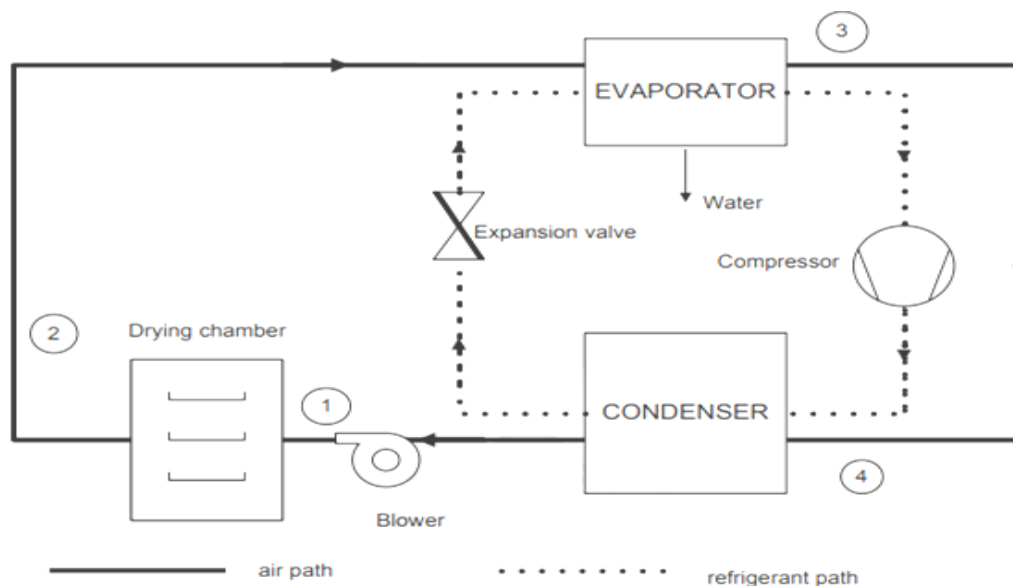 3
EVAPORATOR
Water
Expansion valve
Compressor
2
Drying chamber
1
CONDENSER
4
Blower
air path
refrigerant path